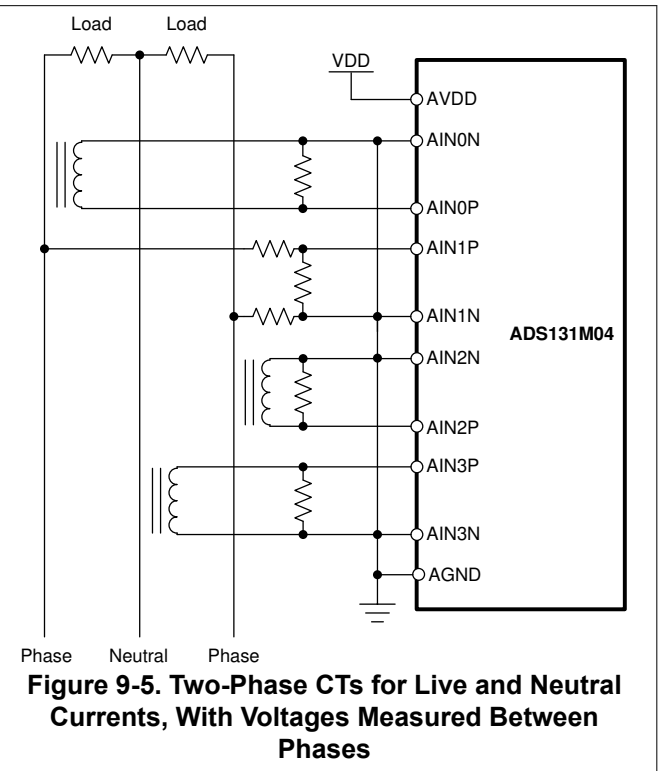 Load Load
VDD
AVDD
AIN0N
AIN0P
AIN1P
AIN1N
ADS131M04
AIN2N
AIN2P
AIN3P
AIN3N
AGND
Phase Neutral Phase
Figure 9-5. Two-Phase CTs for Live and Neutral
Currents, With Voltages Measured Between
Phases